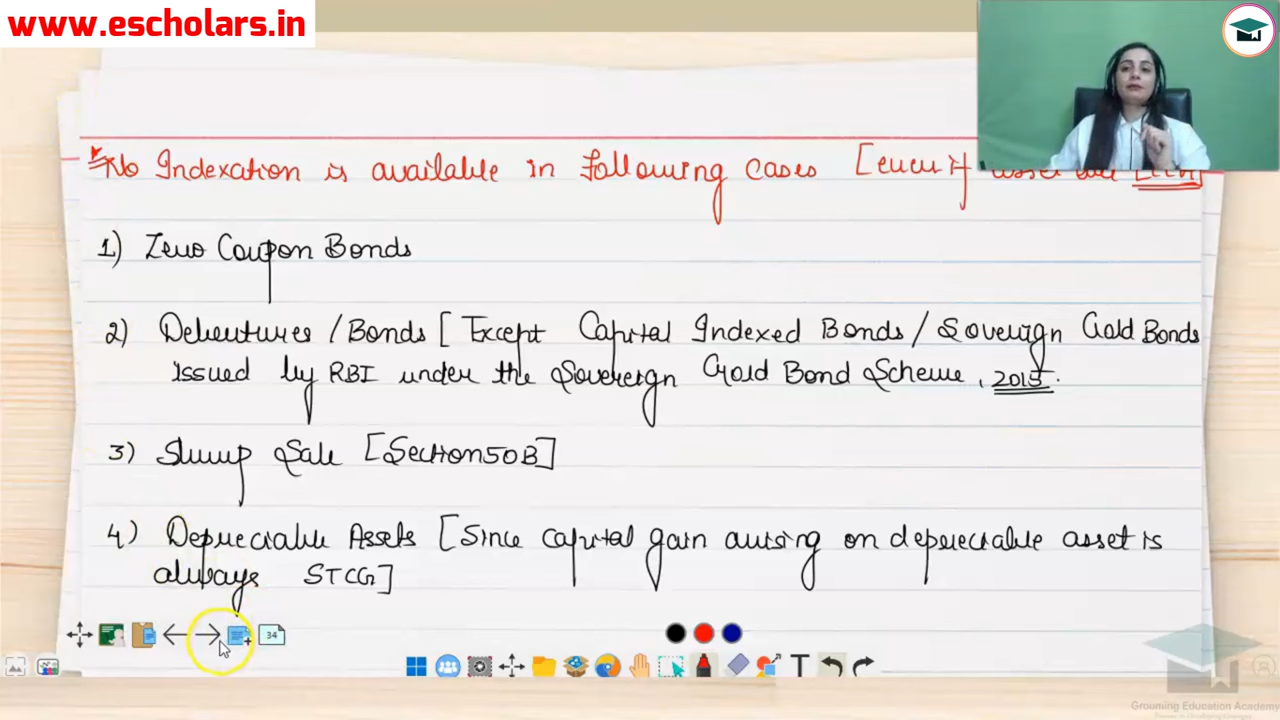 www.escholars.in
No Indexation is available in following cases [even if asset
1) Zero Coupon Bonds
2) Debentures / Bonds [Except Capital Indexed Bonds / Sovereign Gold Bonds
issued by RBI under the Sovereign Gold Bond Scheme, 2015.
3) Slump Sale [Section 50B]
4) Depreciable Assets [Since capital gain arising on depreciable asset is
always STCG]
34
T
Grooming Education Academy